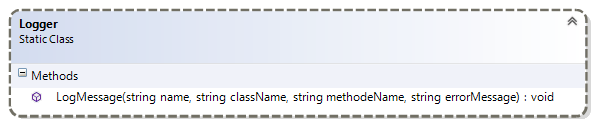 Logger
Static Class
Methods
LogMessage(string name, string className, string methodeName, string errorMessage) : void